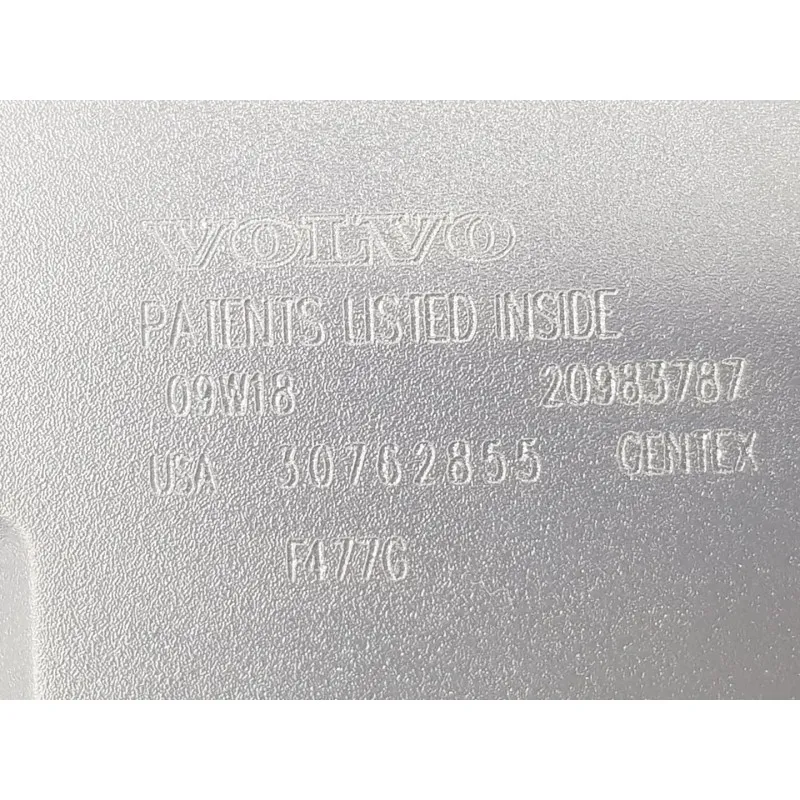 VOLVO
PATENTS LISTED INSIDE
09W18 20983787
USA 30762855 GENTEX
F477G